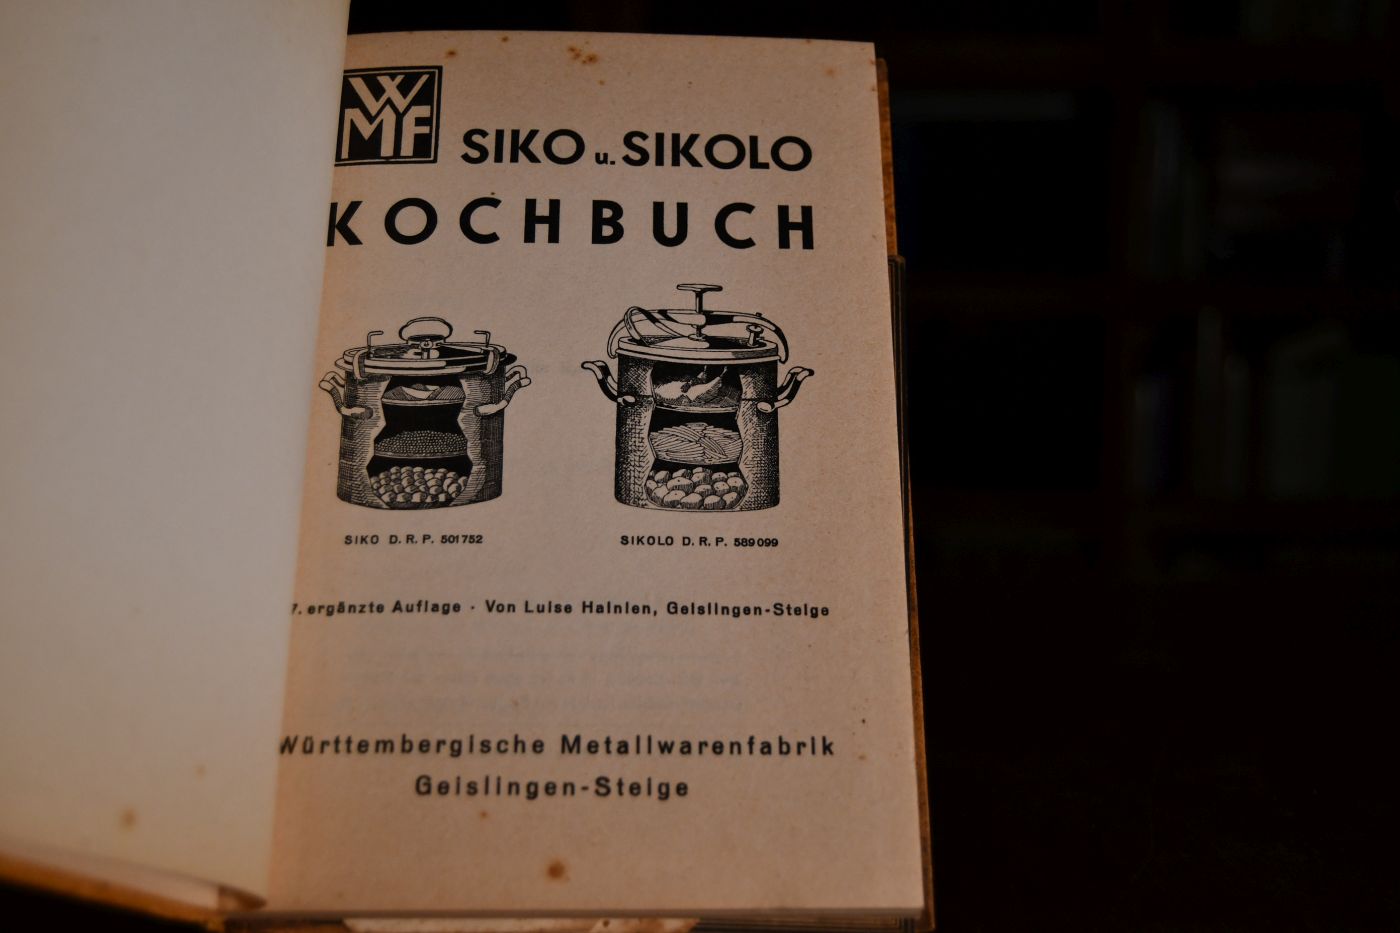 WMF
SIKO u. SIKOLO
KOCHBUCH
SIKO D. R. P. 501752
SIKOLO D. R. P. 589099
7. ergänzte Auflage · Von Luise Hainlen, Geislingen-Steige
Württembergische Metallwarenfabrik
Geislingen-Steige